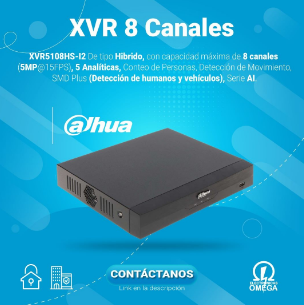 XVR 8 Canales
XVR5108HS-I2 De tipo Híbrido, con capacidad máxima de 8 canales
(5MP@15FPS), 5 Analíticas, Conteo de Personas, Detección de Movimiento,
SMD Plus (Detección de humanos y vehículos), Serie AI.
alhua
alhua
CONTÁCTANOS
Link en la descripción
OMEGA